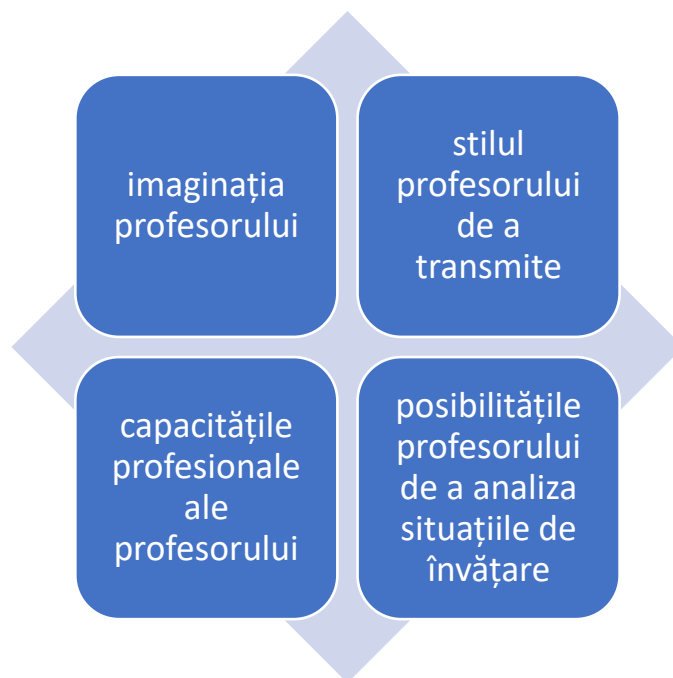 imaginația
profesorului
stilul
profesorului
de a
transmite
capacitățile
profesionale
ale
profesorului
posibilitățile
profesorului
de a analiza
situațiile de
învățare